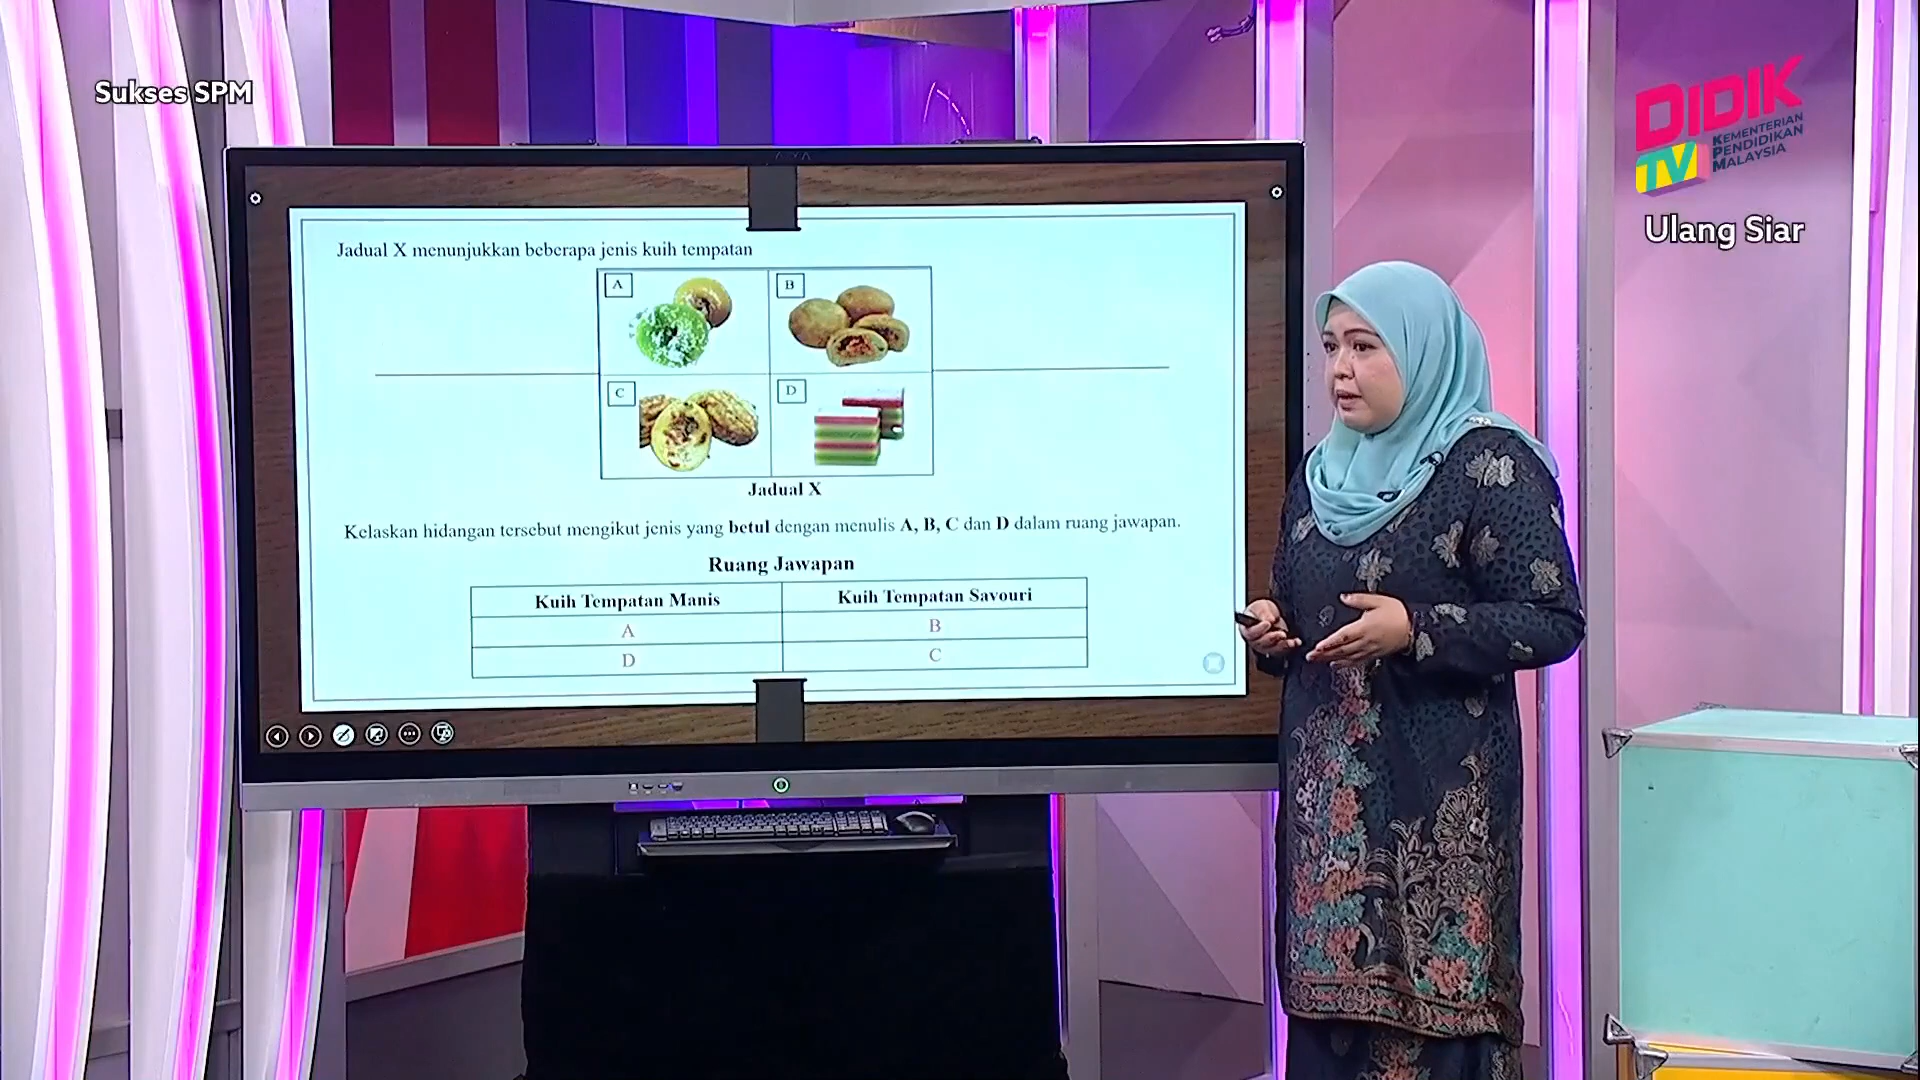 Sukses SPM
DIDIK
TV
KEMENTERIAN
PENDIDIKAN
MALAYSIA
Ulang Siar
Jadual X menunjukkan beberapa jenis kuih tempatan
A
B
C
D
Jadual X
Kelaskan hidangan tersebut mengikut jenis yang betul dengan menulis A, B, C dan D dalam ruang jawapan.
Ruang Jawapan
Kuih Tempatan Manis
Kuih Tempatan Savouri
A
B
D
C